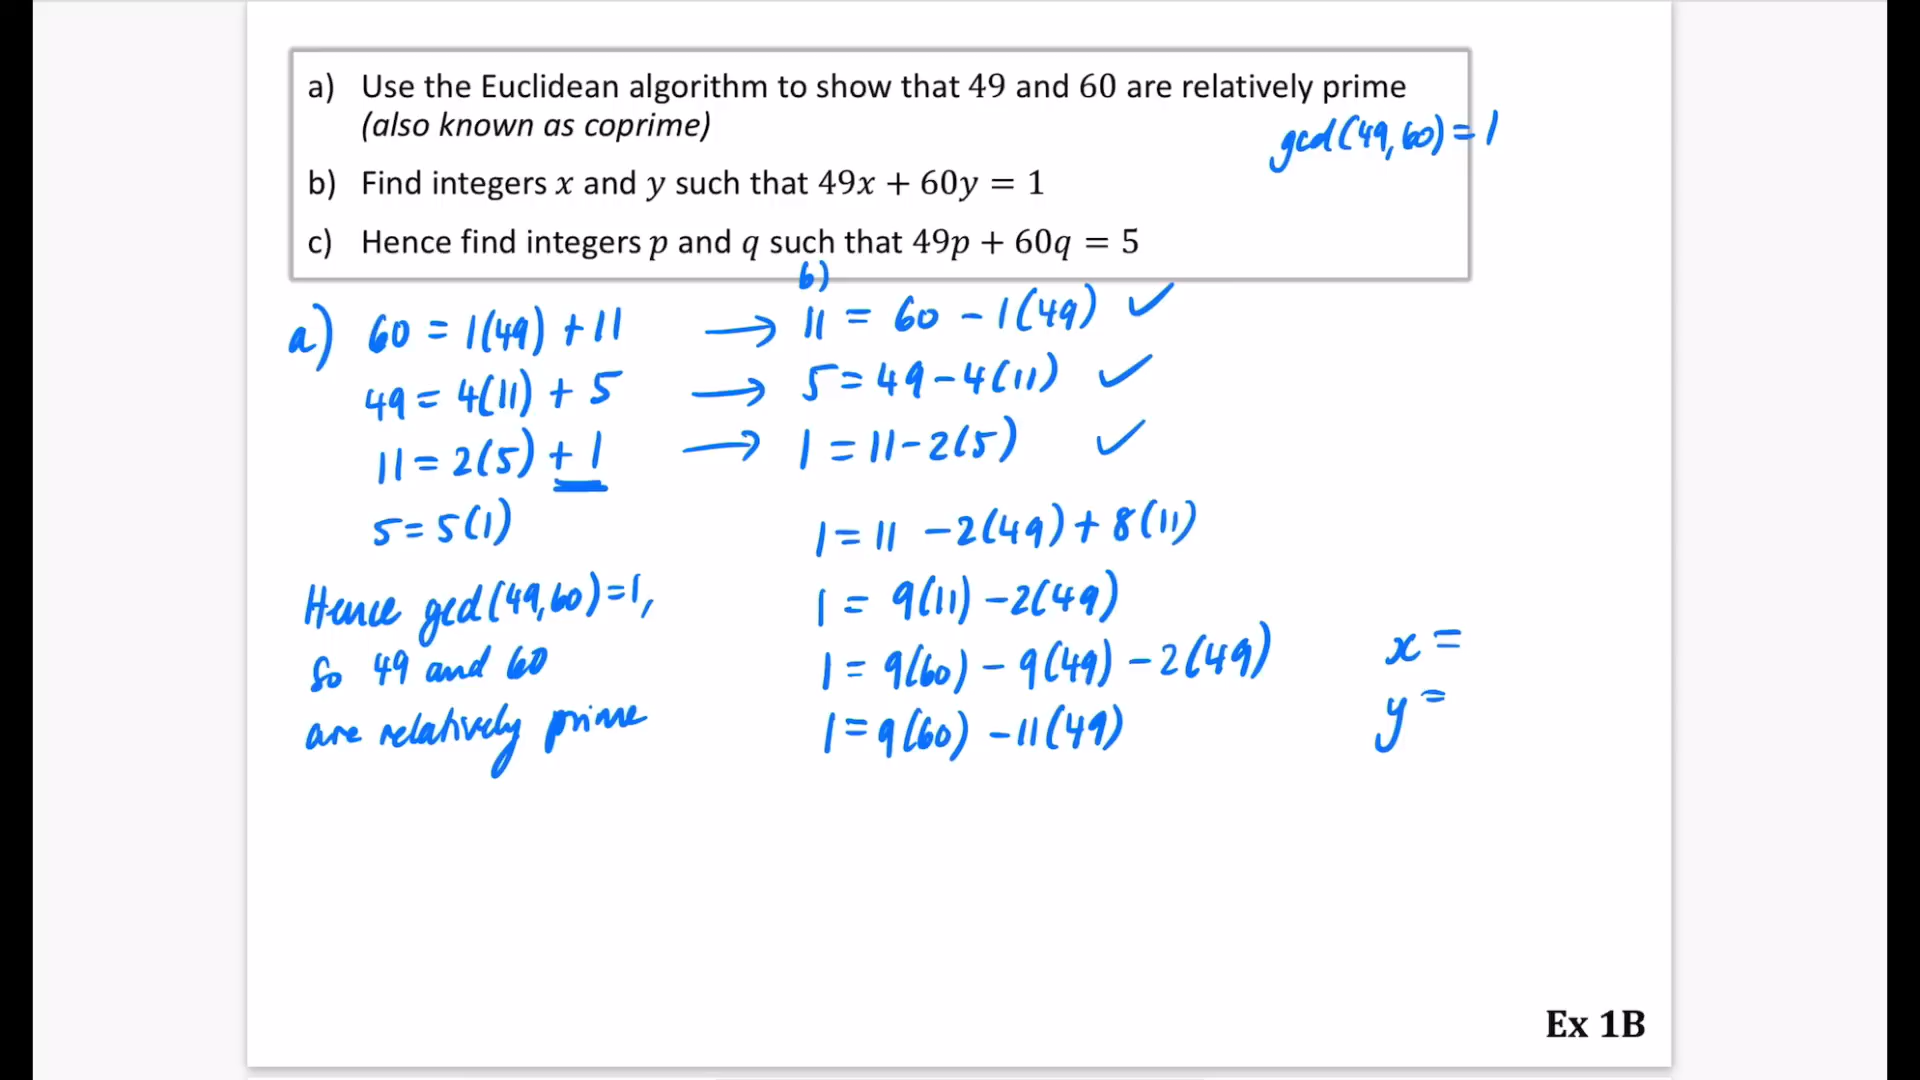 a) Use the Euclidean algorithm to show that 49 and 60 are relatively prime
(also known as coprime)
gcd(49,60)=1
b) Find integers x and y such that 49x + 60y = 1
c) Hence find integers p and q such that 49p + 60q = 5
a) 60 = 1(49) + 11
49 = 4(11) + 5
11 = 2(5) + 1
5 = 5(1)
Hence gcd(49,60)=1,
so 49 and 60
are relatively prime
b)
→ 11 = 60 - 1(49) ✓
→ 5 = 49 - 4(11) ✓
→ 1 = 11 - 2(5) ✓
1 = 11 - 2(49) + 8(11)
1 = 9(11) - 2(49)
1 = 9(60) - 9(49) - 2(49)
1 = 9(60) - 11(49)
x =
y =
Ex 1B